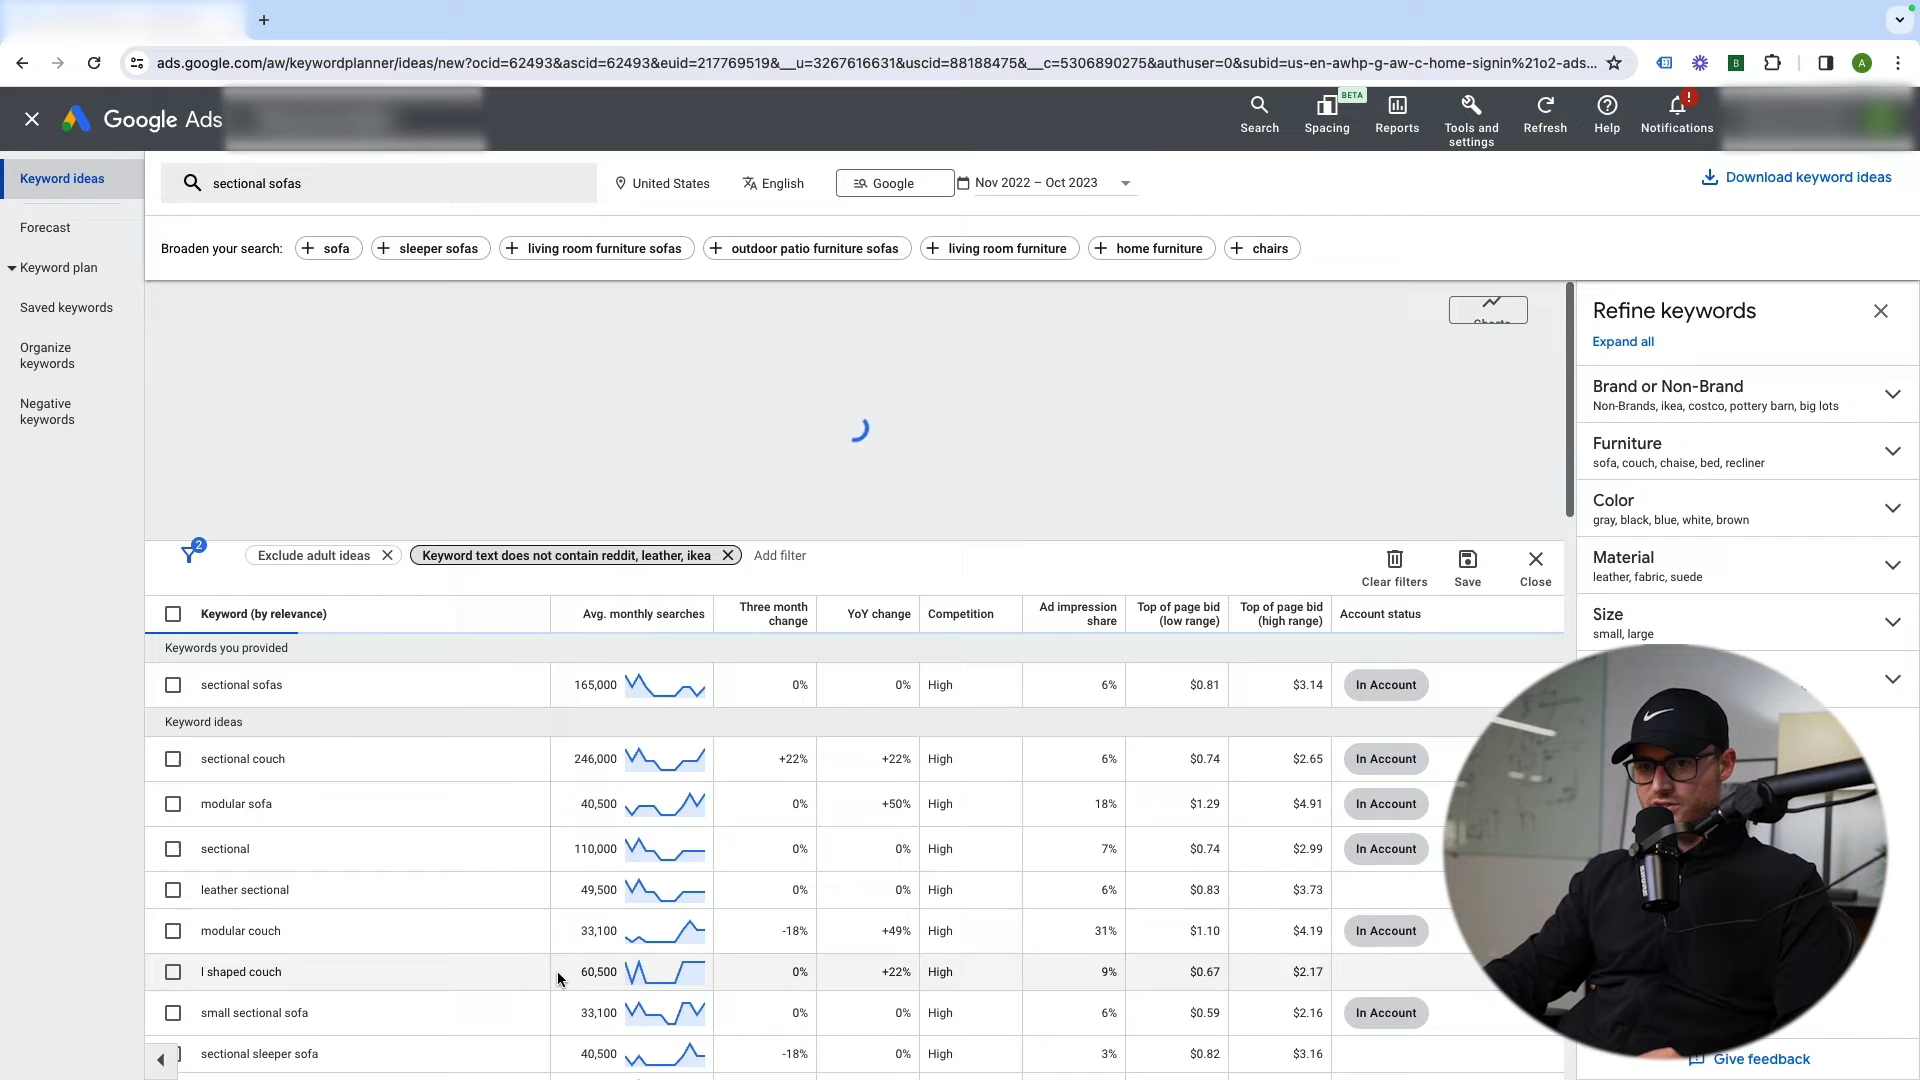 ads.google.com/aw/keywordplanner/ideas/new?ocid=62493&ascid=62493&euid=217769519&__u=3267616631&uscid=88188475&__c=5306890275&authuser=0&subid=us-en-awhp-g-aw-c-home-signin%21o2-ads...
B
A
Google Ads
Search
BETA
Spacing
Reports
Tools and settings
Refresh
Help
!
Notifications
Keyword ideas
Forecast
Keyword plan
Saved keywords
Organize
keywords
Negative
keywords
sectional sofas
United States
English
Google
Nov 2022 – Oct 2023
Download keyword ideas
Broaden your search:
sofa
sleeper sofas
living room furniture sofas
outdoor patio furniture sofas
living room furniture
home furniture
chairs
2
Exclude adult ideas
Keyword text does not contain reddit, leather, ikea
Add filter
Clear filters
Save
Close
Keyword (by relevance) Avg. monthly searches Three month change YoY change Competition Ad impression share Top of page bid (low range) Top of page bid (high range) Account status
Keywords you provided
sectional sofas 165,000 0% 0% High 6% $0.81 $3.14 In Account
Keyword ideas
sectional couch 246,000 +22% +22% High 6% $0.74 $2.65 In Account
modular sofa 40,500 0% +50% High 18% $1.29 $4.91 In Account
sectional 110,000 0% 0% High 7% $0.74 $2.99 In Account
leather sectional 49,500 0% 0% High 6% $0.83 $3.73
modular couch 33,100 -18% +49% High 31% $1.10 $4.19 In Account
l shaped couch 60,500 0% +22% High 9% $0.67 $2.17
small sectional sofa 33,100 0% 0% High 6% $0.59 $2.16 In Account
sectional sleeper sofa 40,500 -18% 0% High 3% $0.82 $3.16
Refine keywords
Expand all
Brand or Non-Brand
Non-Brands, ikea, costco, pottery barn, big lots
Furniture
sofa, couch, chaise, bed, recliner
Color
gray, black, blue, white, brown
Material
leather, fabric, suede
Size
small, large
Give feedback